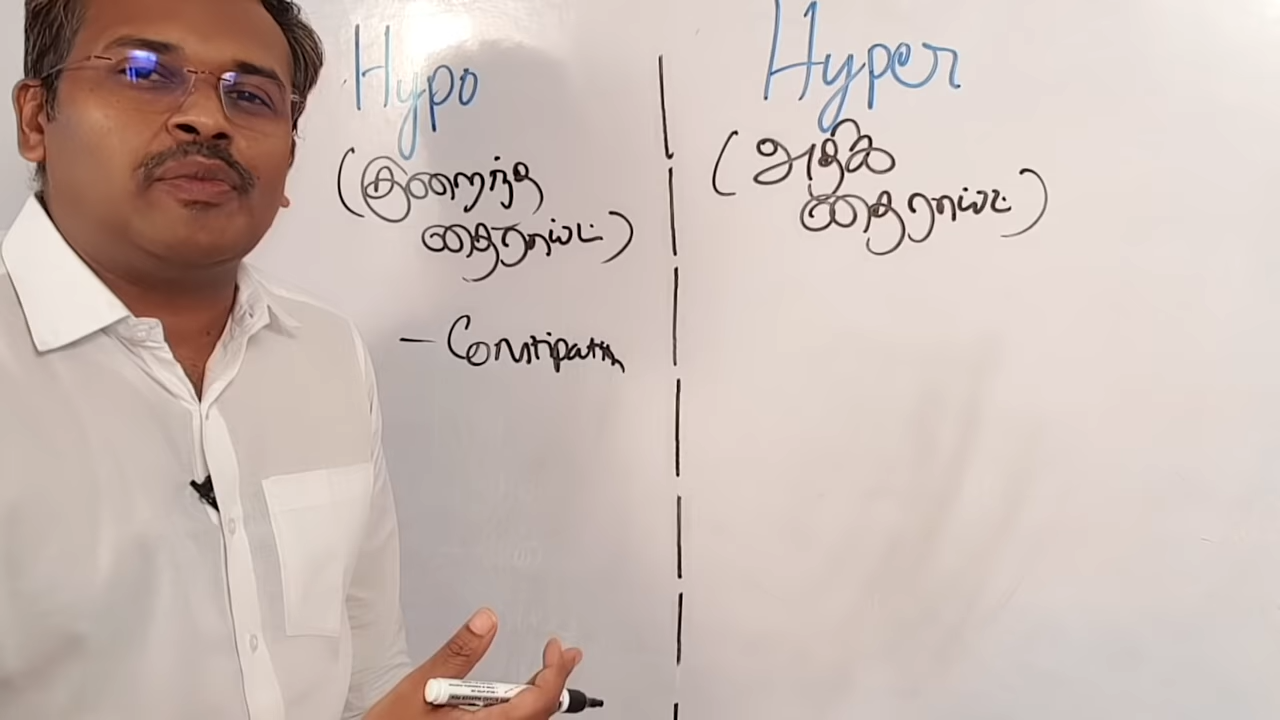 Hypo
(குறைந்த
தைராய்ட்)
– Constipation
Hyper
(அதிக
தைராய்ட்)